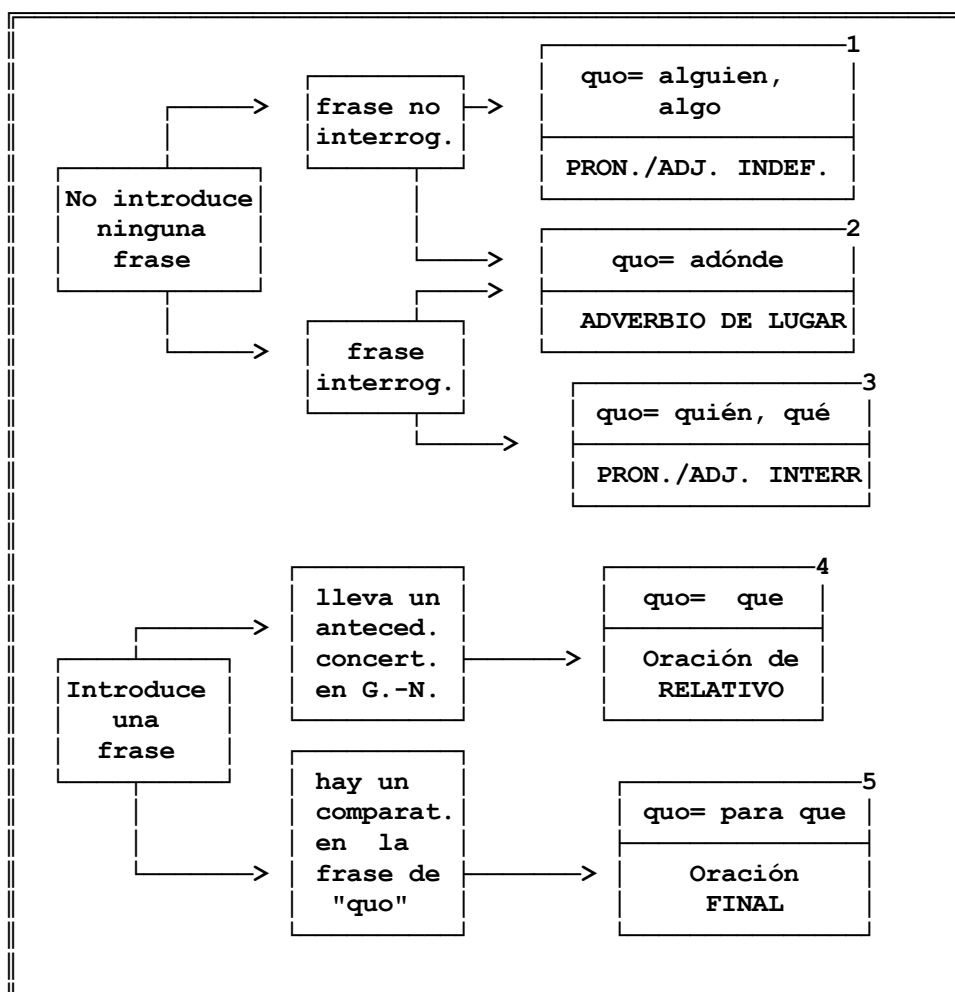 1
quo= alguien,
algo
PRON./ADJ. INDEF.
frase no
interrog.
No introduce
ninguna
frase
2
quo= adónde
ADVERBIO DE LUGAR
frase
interrog.
3
quo= quién, qué
PRON./ADJ. INTERR
4
lleva un
anteced.
concert.
en G.-N.
quo= que
Oración de
RELATIVO
Introduce
una
frase
hay un
comparat.
en la
frase de
"quo"
5
quo= para que
Oración
FINAL